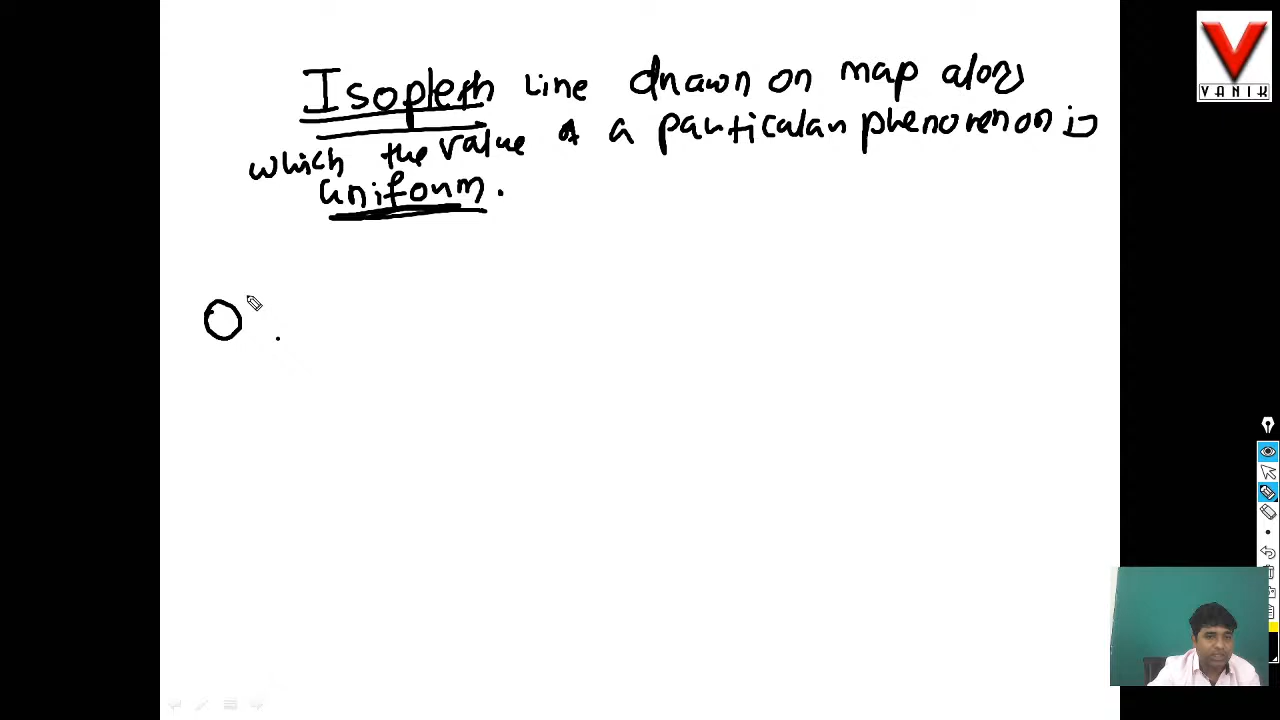 Isopleth Line drawn on map along
which the value of a particular phenomenon is
uniform.
VANIK